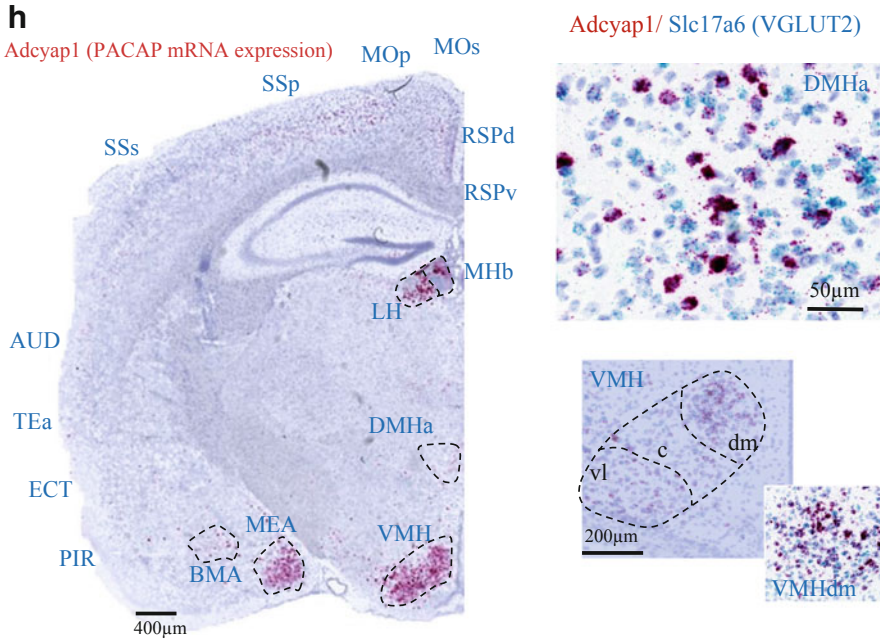 h
Adcyap1 (PACAP mRNA expression)
MOp
MOs
SSp
SSs
RSPd
RSPv
MHb
LH
AUD
TEa
DMHa
ECT
MEA
VMH
PIR
BMA
400µm
Adcyap1/ Slc17a6 (VGLUT2)
DMHa
50µm
VMH
dm
c
vl
200µm
VMHdm